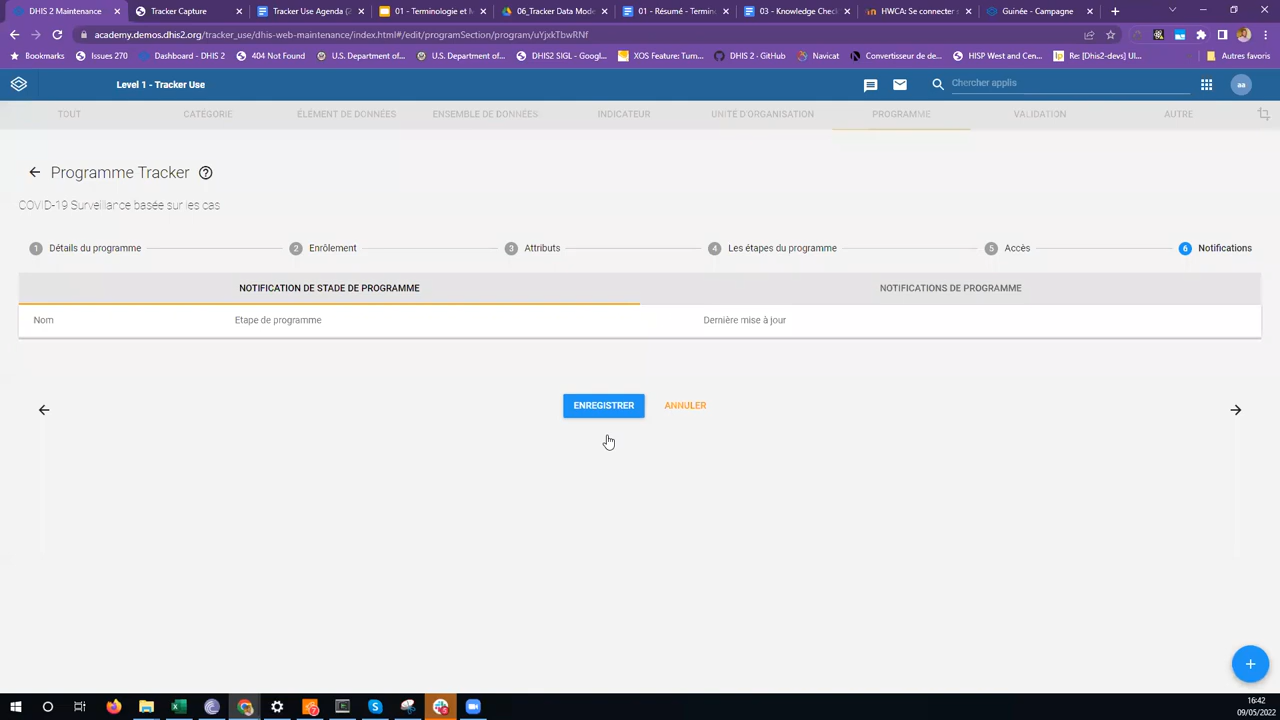 DHIS 2 Maintenance
Tracker Capture
Tracker Use Agenda (2
01 - Terminologie et M
06_Tracker Data Mode
01 - Résumé - Termin
03 - Knowledge Check
HWCA: Se connecter s
Guinée - Campagne
academy.demos.dhis2.org/tracker_use/dhis-web-maintenance/index.html#/edit/programSection/program/uYjxkTbwRNf
Bookmarks
Issues 270
Dashboard - DHIS 2
404 Not Found
U.S. Department of...
U.S. Department of...
DHIS2 SIGL - Googl...
XOS Feature: Turn...
DHIS 2 · GitHub
Navicat
Convertisseur de de...
HISP West and Cen...
Re: [Dhis2-devs] UI...
Autres favoris
Level 1 - Tracker Use
Chercher applis
aa
TOUT
CATÉGORIE
ÉLÉMENT DE DONNÉES
ENSEMBLE DE DONNÉES
INDICATEUR
UNITÉ D'ORGANISATION
PROGRAMME
VALIDATION
AUTRE
Programme Tracker
COVID-19 Surveillance basée sur les cas
1 Détails du programme
2 Enrôlement
3 Attributs
4 Les étapes du programme
5 Accès
6 Notifications
NOTIFICATION DE STADE DE PROGRAMME
NOTIFICATIONS DE PROGRAMME
Nom
Etape de programme
Dernière mise à jour
ENREGISTRER
ANNULER
16:42
09/05/2022